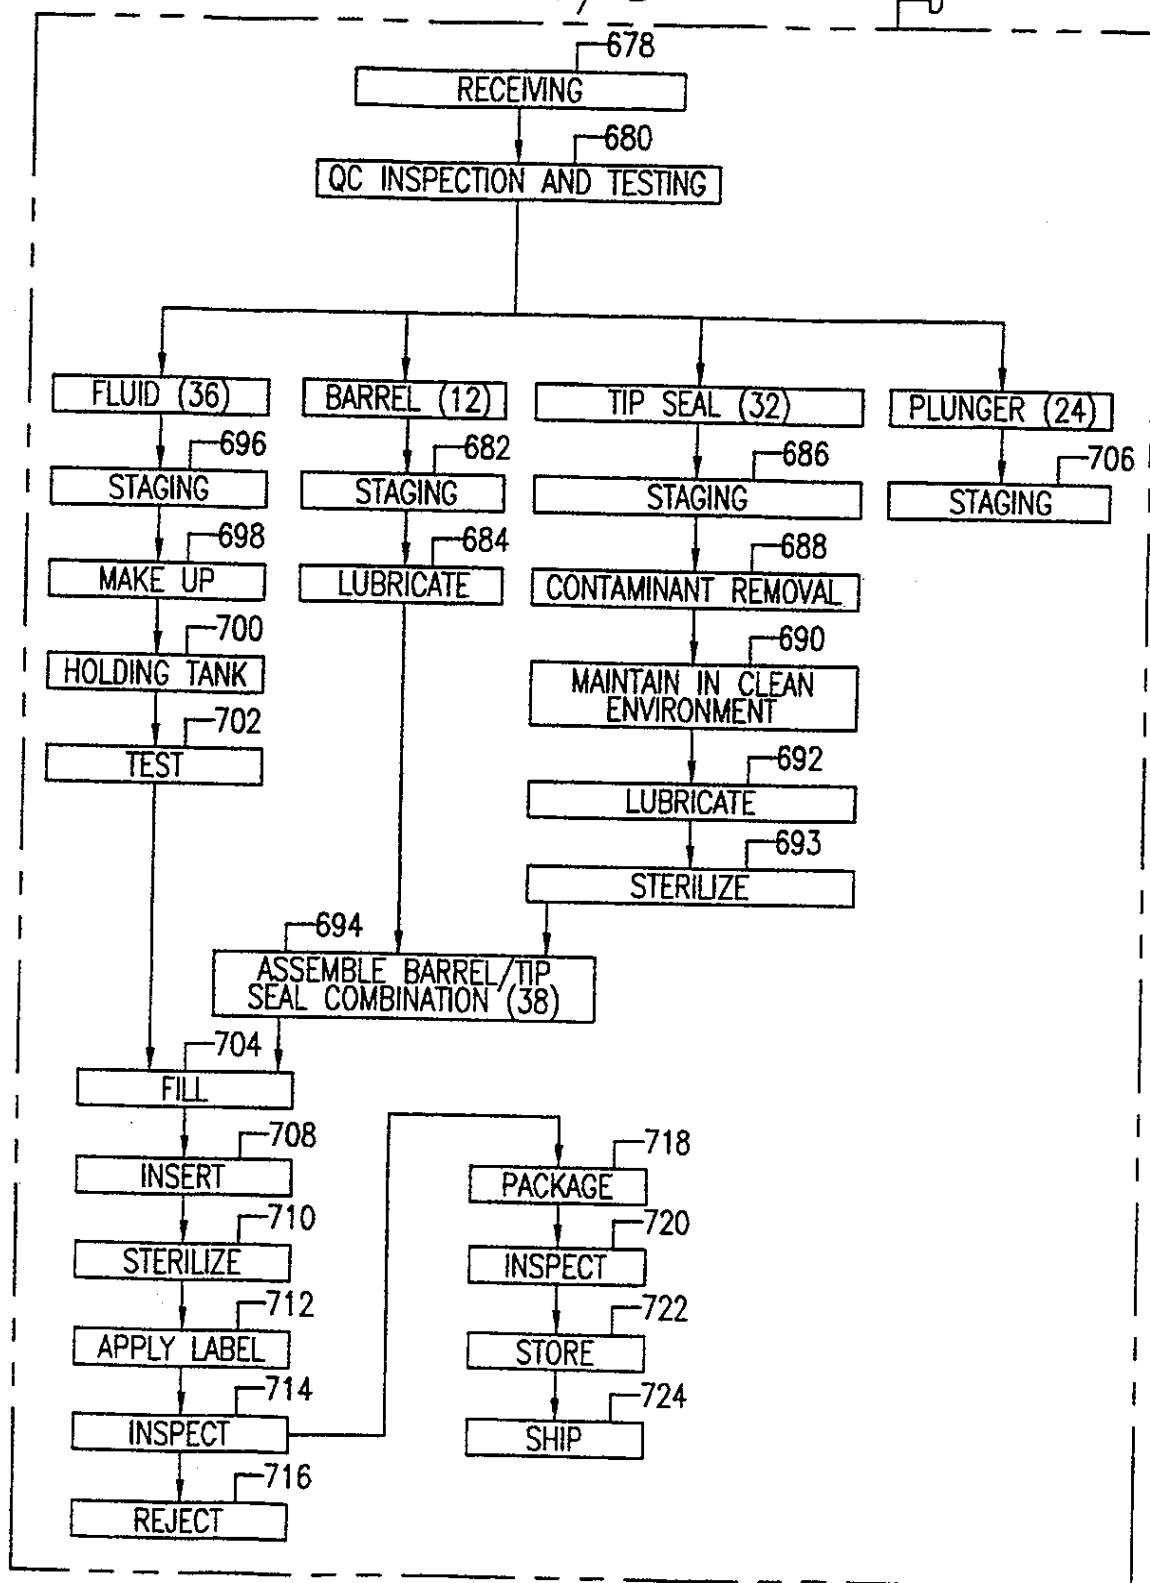 678
RECEIVING
680
QC INSPECTION AND TESTING
FLUID (36)
BARREL (12)
TIP SEAL (32)
PLUNGER (24)
696
682
686
706
STAGING
STAGING
STAGING
STAGING
698
684
688
MAKE UP
LUBRICATE
CONTAMINANT REMOVAL
700
690
HOLDING TANK
MAINTAIN IN CLEAN
ENVIRONMENT
702
TEST
692
LUBRICATE
693
STERILIZE
694
ASSEMBLE BARREL/TIP
SEAL COMBINATION (38)
704
FILL
708
INSERT
710
STERILIZE
712
APPLY LABEL
714
INSPECT
716
REJECT
718
PACKAGE
720
INSPECT
722
STORE
724
SHIP